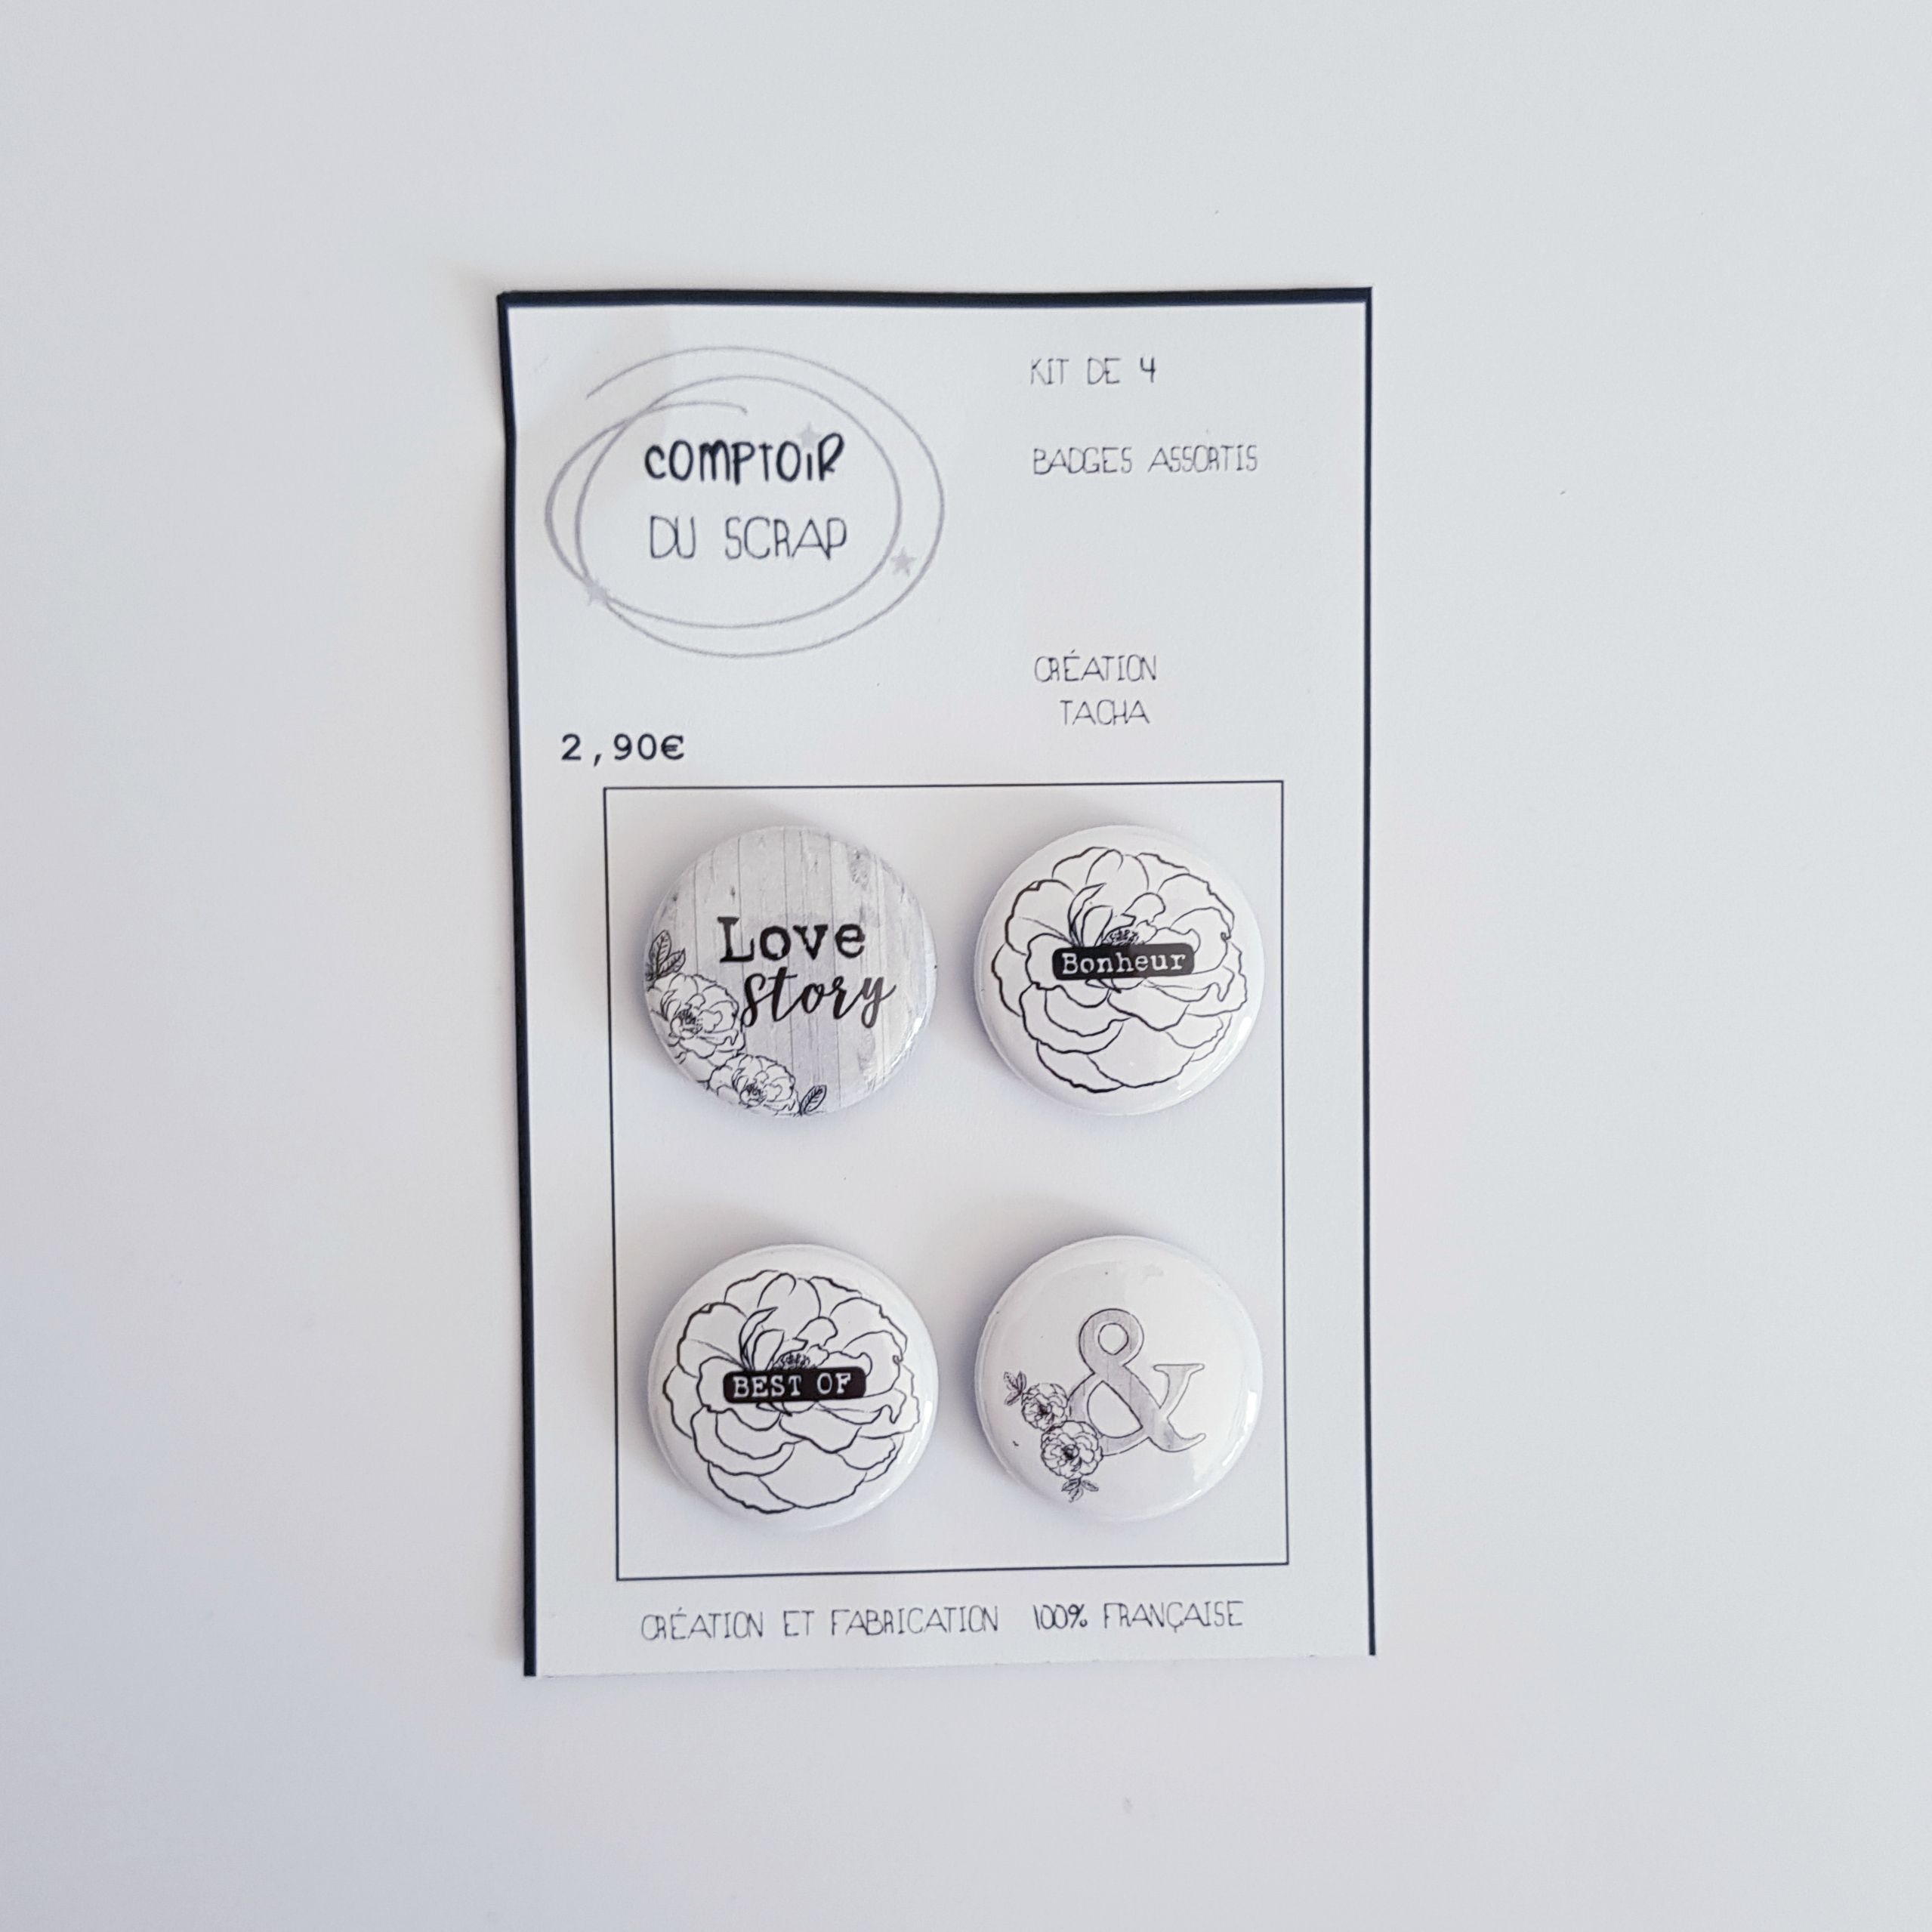 COMPTOIR
DU SCRAP
KIT DE 4
BADGES ASSORTIS
CRÉATION
TACHA
2,90€
Love
story
Bonheur
BEST OF
&
CRÉATION ET FABRICATION 100% FRANÇAISE